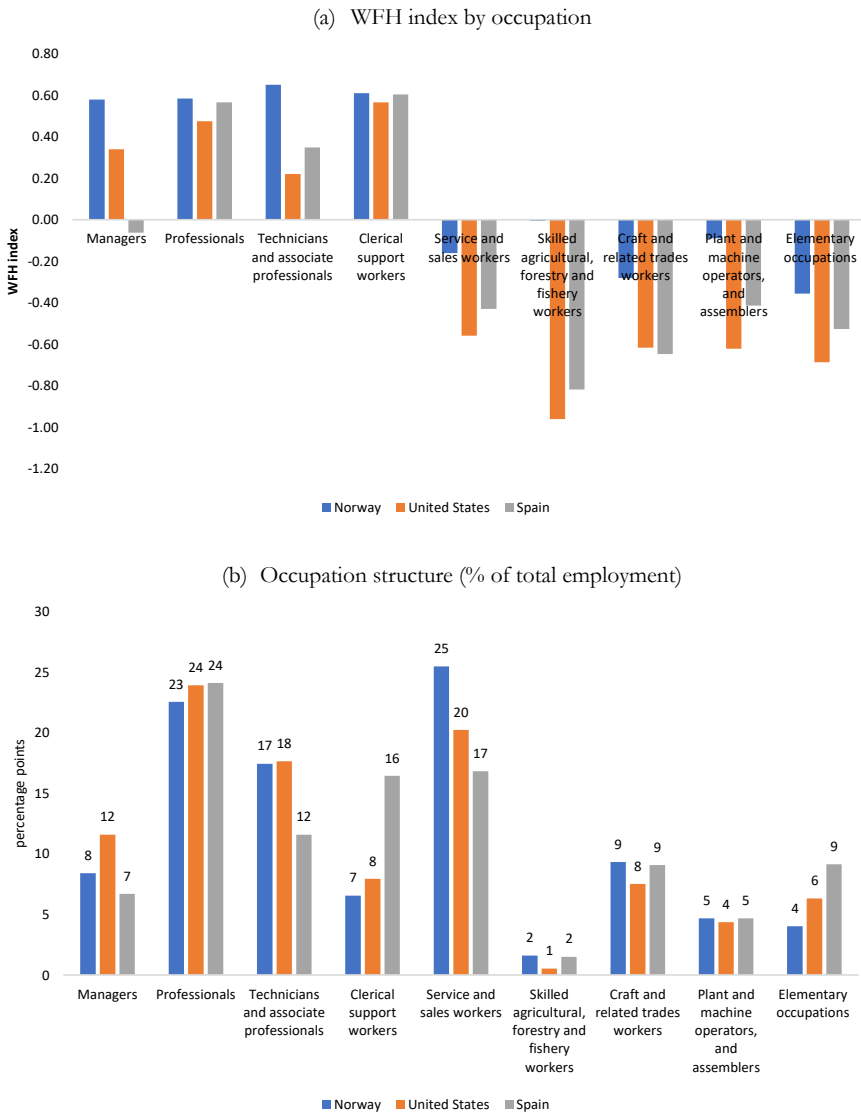 (a) WFH index by occupation
0.80
0.60
0.40
0.20
0.00
-0.20
-0.40
-0.60
-0.80
-1.00
-1.20
WFH index
Managers
Professionals
Technicians
and associate
professionals
Clerical
support
workers
Service and
sales workers
Skilled
agricultural,
forestry and
fishery
workers
Craft and
related trades
workers
Plant and
machine
operators,
and
assemblers
Elementary
occupations
Norway United States Spain
(b) Occupation structure (% of total employment)
30
25
20
15
10
5
0
percentage points
8 12 7
23 24 24
17 18 12
7 8 16
25 20 17
2 1 2
9 8 9
5 4 5
4 6 9
Managers
Professionals
Technicians
and associate
professionals
Clerical
support
workers
Service and
sales workers
Skilled
agricultural,
forestry and
fishery
workers
Craft and
related trades
workers
Plant and
machine
operators,
and
assemblers
Elementary
occupations
Norway United States Spain